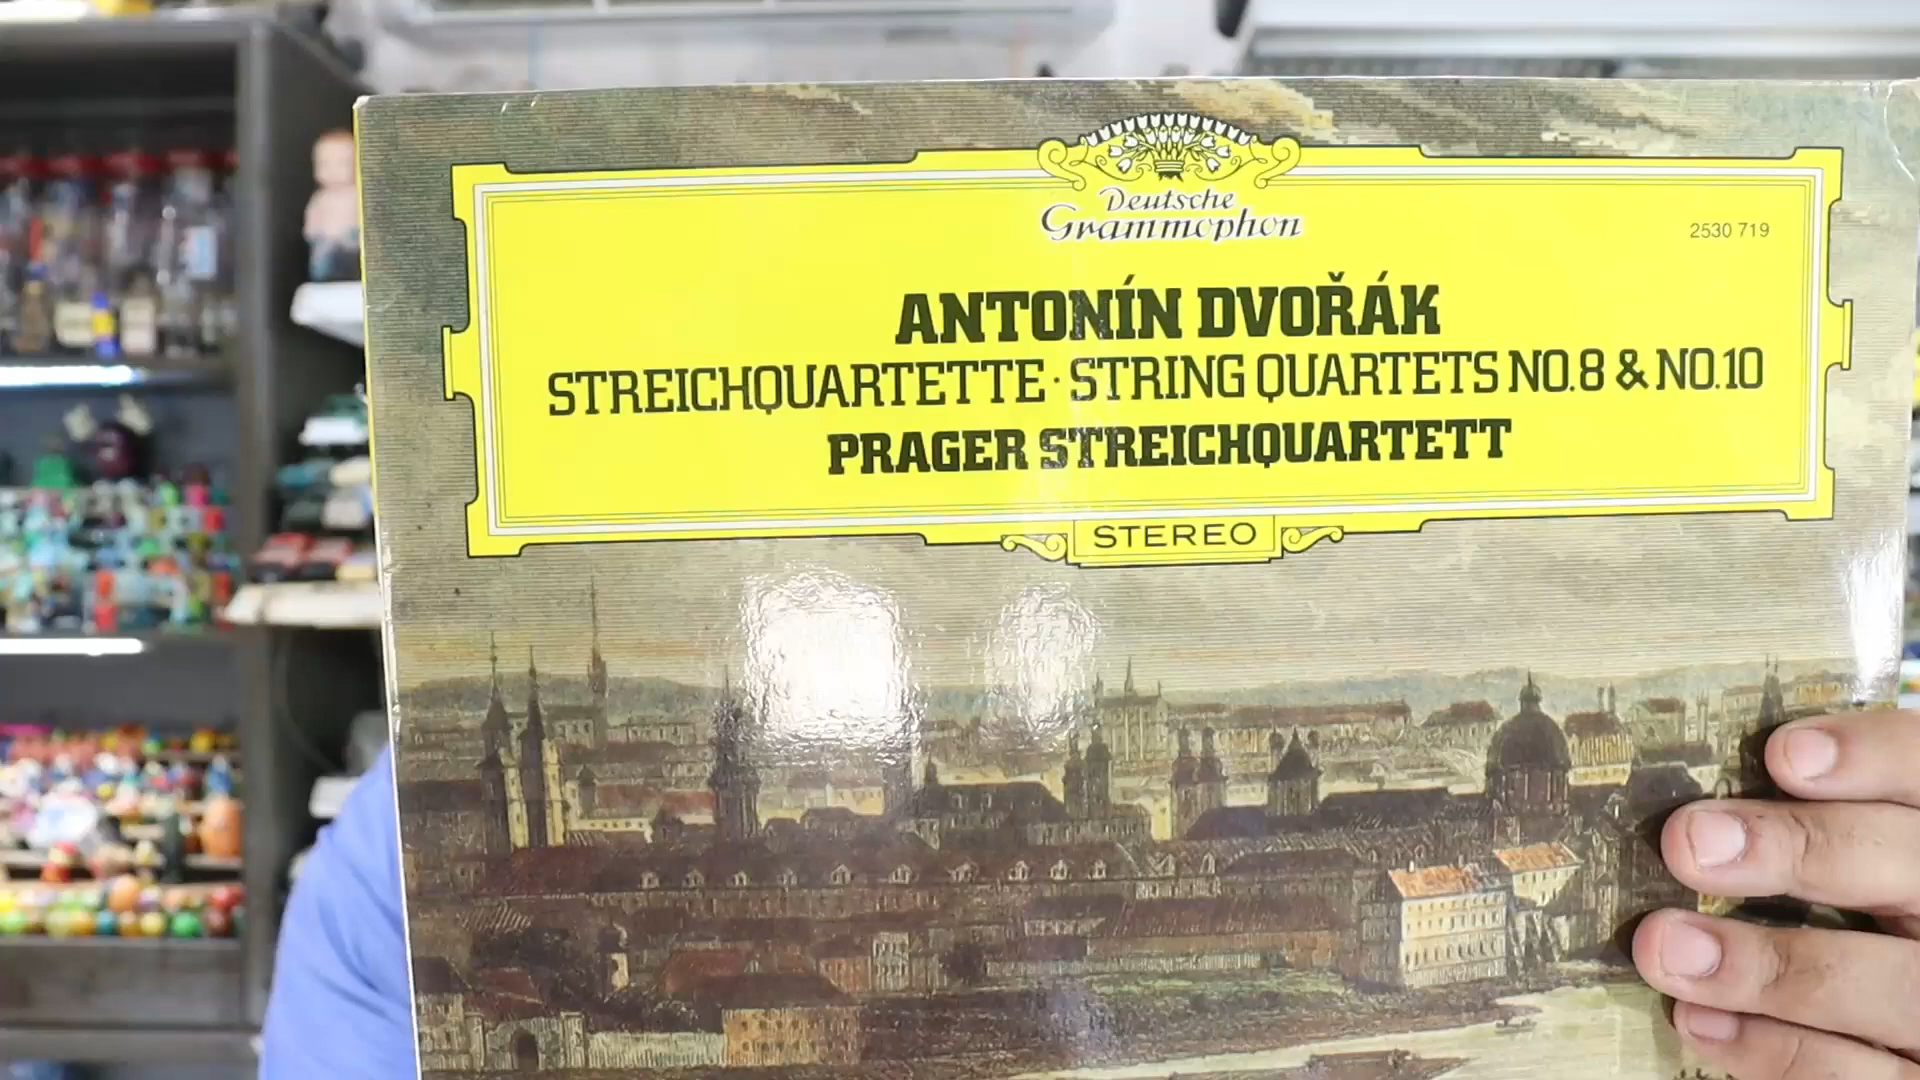 Deutsche
Grammophon
2530 719
ANTONÍN DVOŘÁK
STREICHQUARTETTE · STRING QUARTETS NO.8 & NO.10
PRAGER STREICHQUARTETT
STEREO